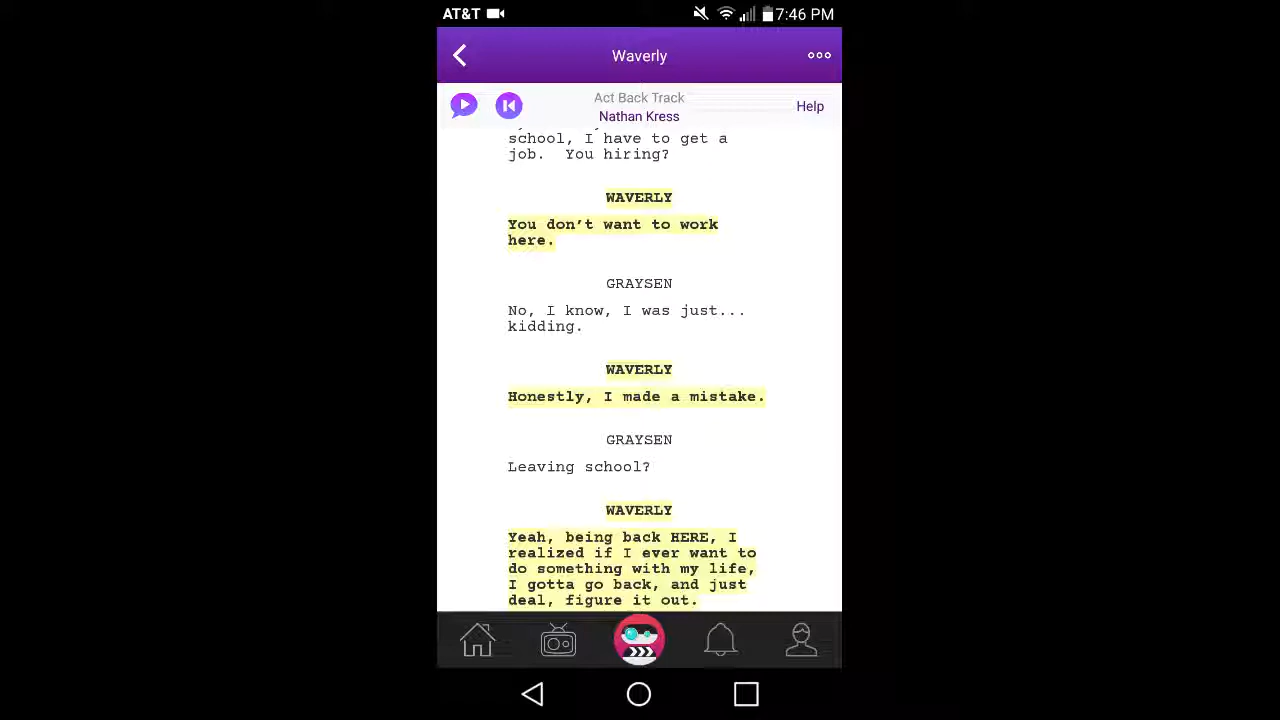 AT&T 7:46 PM
Waverly
Act Back Track
Nathan Kress
Help
school, I have to get a
job. You hiring?
WAVERLY
You don’t want to work
here.
GRAYSEN
No, I know, I was just...
kidding.
WAVERLY
Honestly, I made a mistake.
GRAYSEN
Leaving school?
WAVERLY
Yeah, being back HERE, I
realized if I ever want to
do something with my life,
I gotta go back, and just
deal, figure it out.